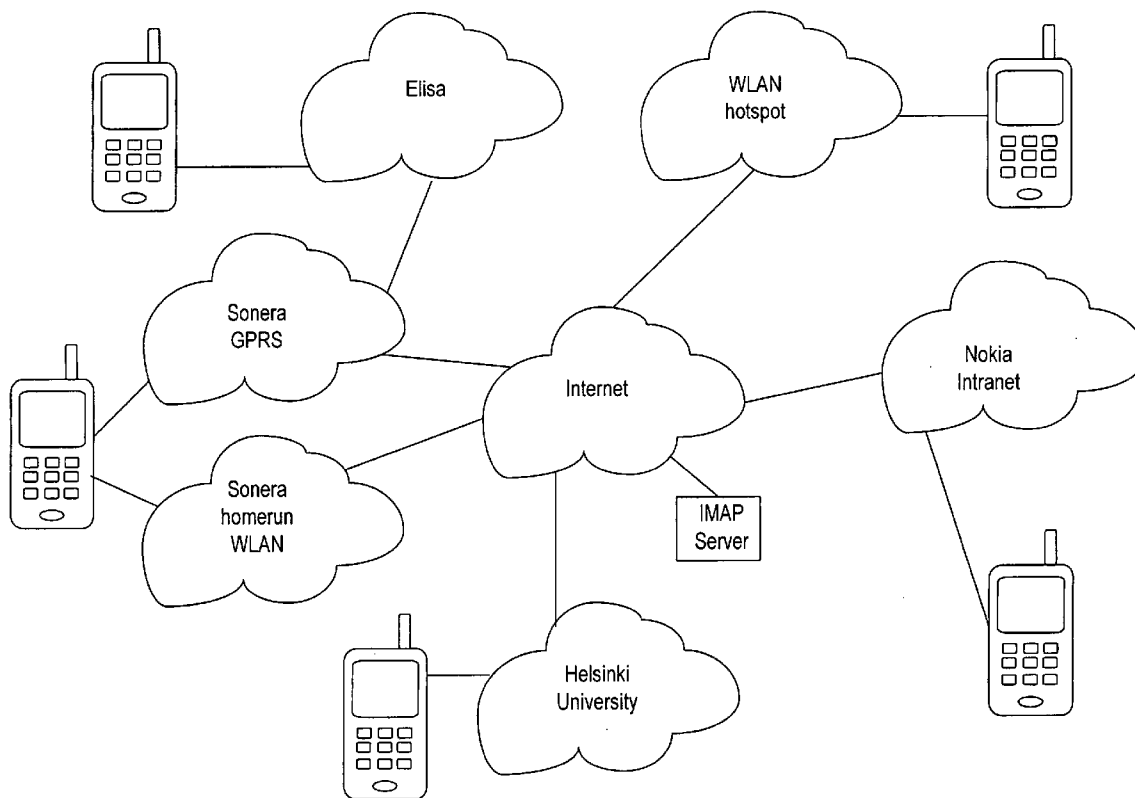 Elisa
WLAN
hotspot
Sonera
GPRS
Internet
Nokia
Intranet
Sonera
homerun
WLAN
IMAP
Server
Helsinki
University